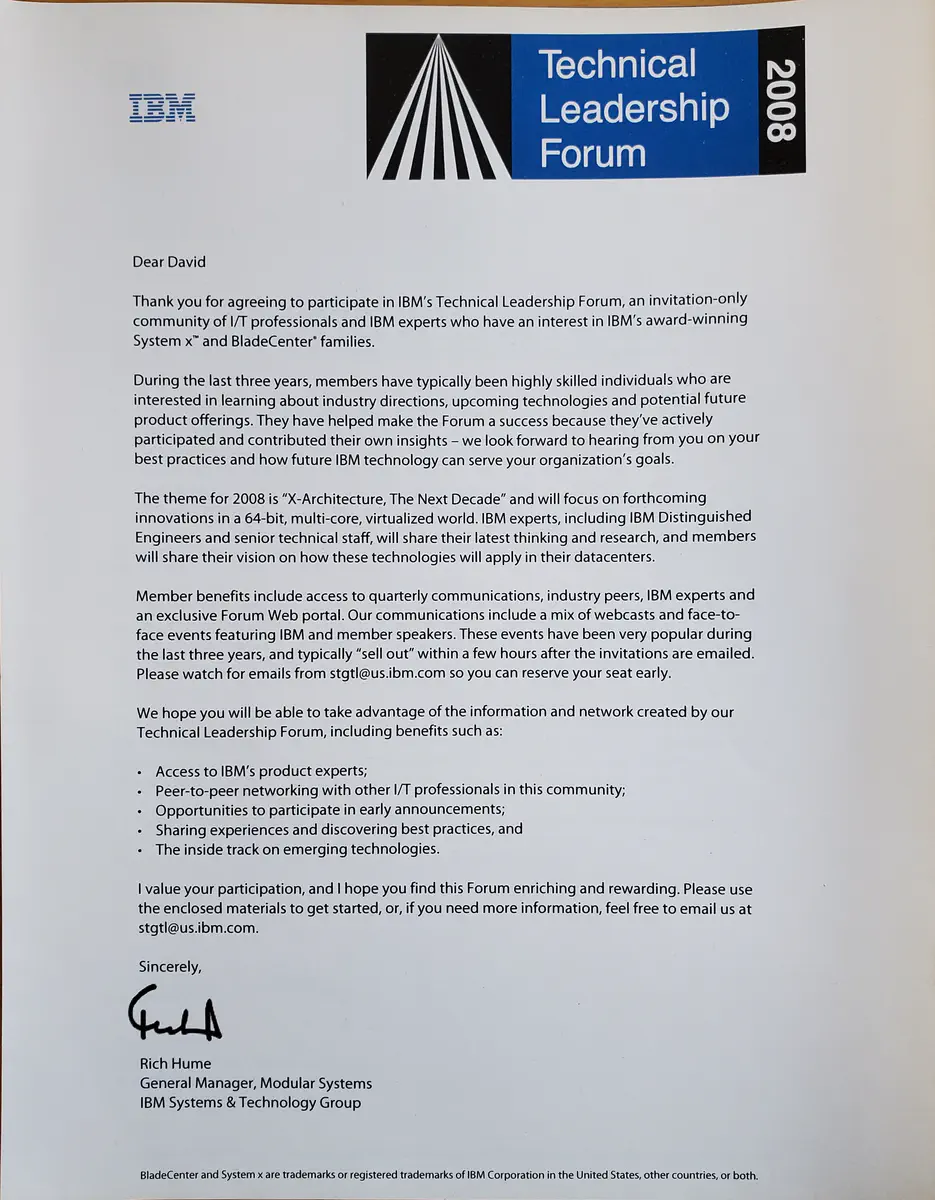 IBM
Technical
Leadership
Forum
2008
Dear David
Thank you for agreeing to participate in IBM's Technical Leadership Forum, an invitation-only
community of I/T professionals and IBM experts who have an interest in IBM's award-winning
System x™ and BladeCenter® families.
During the last three years, members have typically been highly skilled individuals who are
interested in learning about industry directions, upcoming technologies and potential future
product offerings. They have helped make the Forum a success because they've actively
participated and contributed their own insights – we look forward to hearing from you on your
best practices and how future IBM technology can serve your organization's goals.
The theme for 2008 is “X-Architecture, The Next Decade” and will focus on forthcoming
innovations in a 64-bit, multi-core, virtualized world. IBM experts, including IBM Distinguished
Engineers and senior technical staff, will share their latest thinking and research, and members
will share their vision on how these technologies will apply in their datacenters.
Member benefits include access to quarterly communications, industry peers, IBM experts and
an exclusive Forum Web portal. Our communications include a mix of webcasts and face-to-
face events featuring IBM and member speakers. These events have been very popular during
the last three years, and typically “sell out” within a few hours after the invitations are emailed.
Please watch for emails from stgtl@us.ibm.com so you can reserve your seat early.
We hope you will be able to take advantage of the information and network created by our
Technical Leadership Forum, including benefits such as:
• Access to IBM's product experts;
• Peer-to-peer networking with other I/T professionals in this community;
• Opportunities to participate in early announcements;
• Sharing experiences and discovering best practices, and
• The inside track on emerging technologies.
I value your participation, and I hope you find this Forum enriching and rewarding. Please use
the enclosed materials to get started, or, if you need more information, feel free to email us at
stgtl@us.ibm.com.
Sincerely,
Rich Hume
General Manager, Modular Systems
IBM Systems & Technology Group
BladeCenter and System x are trademarks or registered trademarks of IBM Corporation in the United States, other countries, or both.